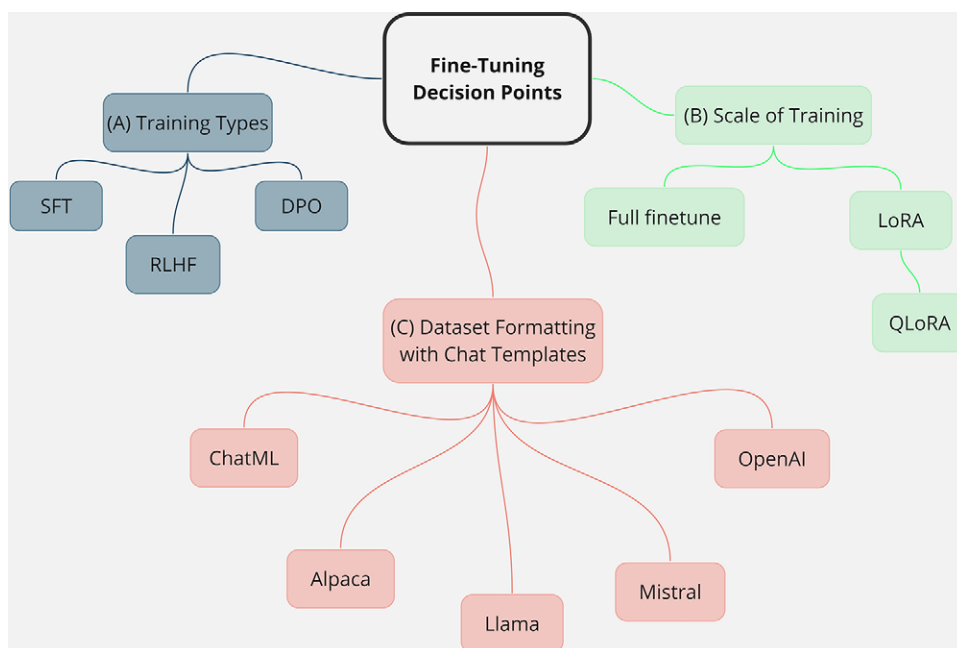 Fine-Tuning
Decision Points
(A) Training Types
(B) Scale of Training
SFT
DPO
RLHF
Full finetune
LoRA
QLoRA
(C) Dataset Formatting
with Chat Templates
ChatML
OpenAI
Alpaca
Mistral
Llama